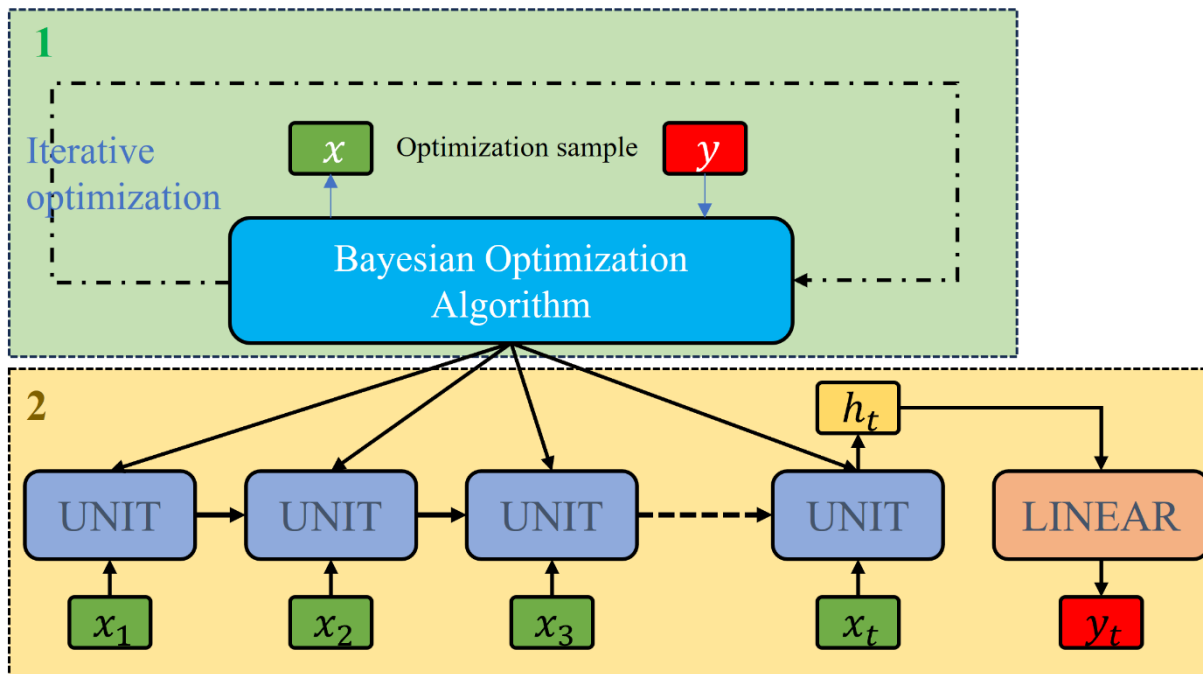 1
Iterative
optimization
x Optimization sample y
Bayesian Optimization
Algorithm
2
h_t
UNIT UNIT UNIT UNIT LINEAR
x_1 x_2 x_3 x_t y_t